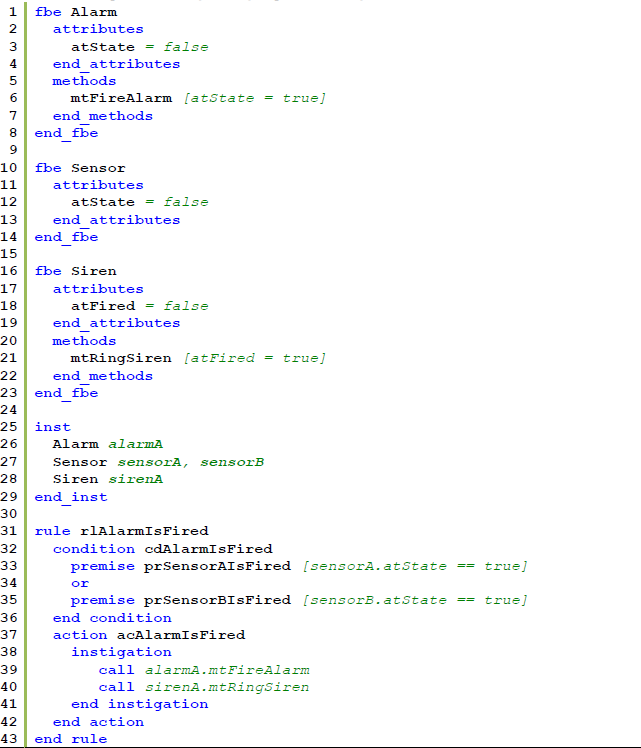 1 fbe Alarm
2   attributes
3     atState = false
4   end_attributes
5   methods
6     mtFireAlarm [atState = true]
7   end_methods
8 end_fbe
9
10 fbe Sensor
11   attributes
12     atState = false
13   end_attributes
14 end_fbe
15
16 fbe Siren
17   attributes
18     atFired = false
19   end_attributes
20   methods
21     mtRingSiren [atFired = true]
22   end_methods
23 end_fbe
24
25 inst
26   Alarm alarmA
27   Sensor sensorA, sensorB
28   Siren sirenA
29 end_inst
30
31 rule rlAlarmIsFired
32   condition cdAlarmIsFired
33     premise prSensorAIsFired [sensorA.atState == true]
34     or
35     premise prSensorBIsFired [sensorB.atState == true]
36   end condition
37   action acAlarmIsFired
38     instigation
39       call alarmA.mtFireAlarm
40       call sirenA.mtRingSiren
41     end instigation
42   end action
43 end rule